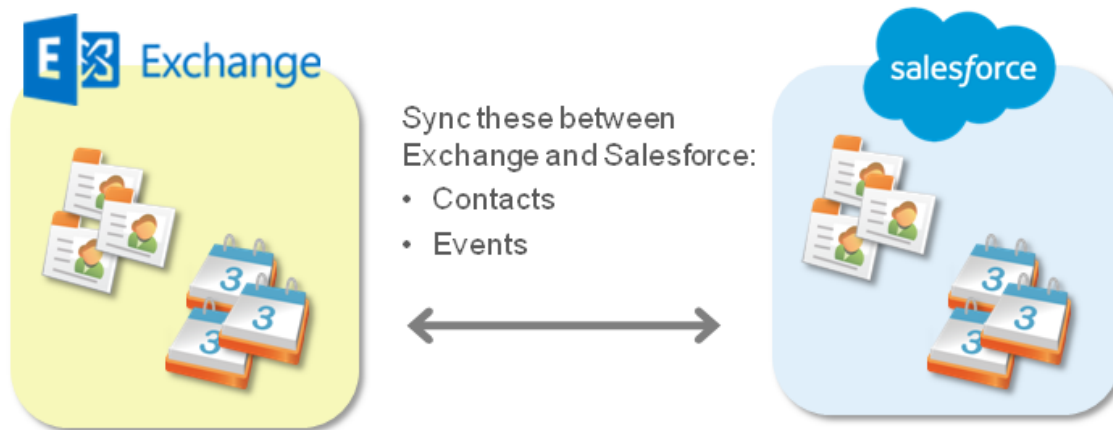 E Exchange
salesforce
Sync these between
Exchange and Salesforce:
• Contacts
• Events
3
3
3
3
3
3